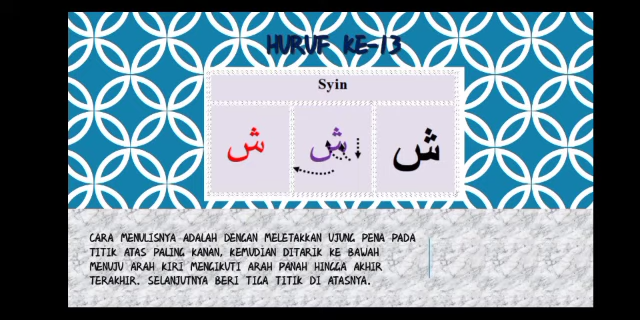 HURUF KE-13
Syin
ش ش ش
CARA MENULISNYA ADALAH DENGAN MELETAKKAN UJUNG PENA PADA
TITIK ATAS PALING KANAN, KEMUDIAN DITARIK KE BAWAH
MENUJU ARAH KIRI MENGIKUTI ARAH PANAH HINGGA AKHIR
TERAKHIR. SELANJUTNYA BERI TIGA TITIK DI ATASNYA.